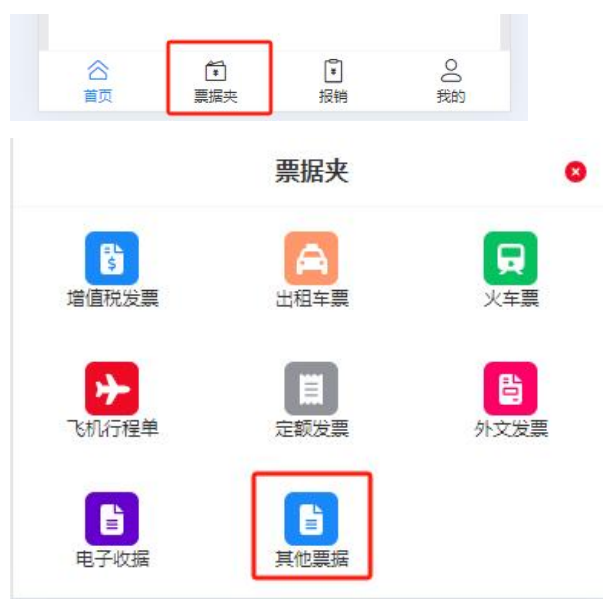 首页 票据夹 报销 我的
票据夹
增值税发票 出租车票 火车票
飞机行程单 定额发票 外文发票
电子收据 其他票据